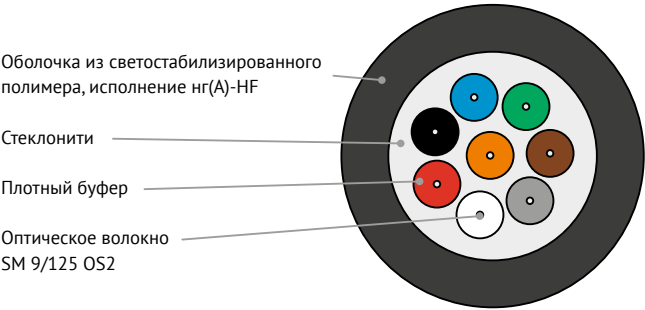 Оболочка из светостабилизированного
полимера, исполнение нг(А)-HF
Стеклонити
Плотный буфер
Оптическое волокно
SM 9/125 OS2